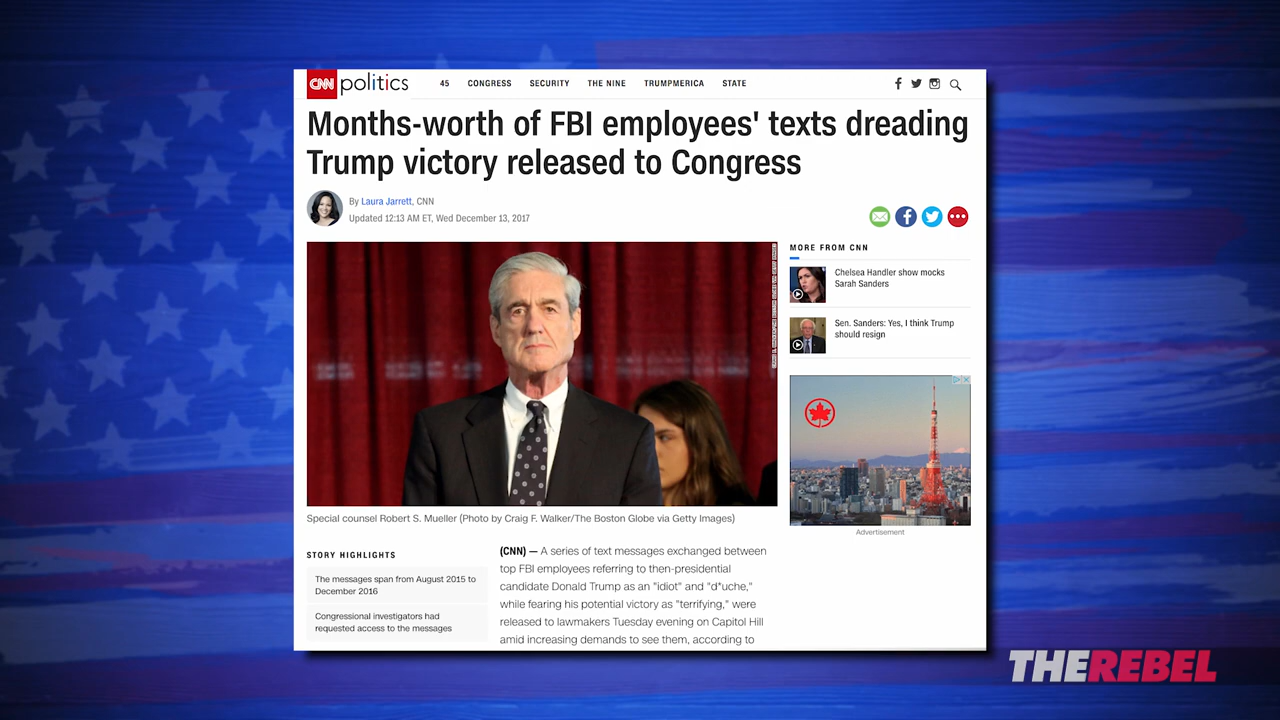 CNN politics 45 CONGRESS SECURITY THE NINE TRUMPMERICA STATE
Months-worth of FBI employees' texts dreading
Trump victory released to Congress
By Laura Jarrett, CNN
Updated 12:13 AM ET, Wed December 13, 2017
MORE FROM CNN
Chelsea Handler show mocks
Sarah Sanders
Sen. Sanders: Yes, I think Trump
should resign
Advertisement
Special counsel Robert S. Mueller (Photo by Craig F. Walker/The Boston Globe via Getty Images)
STORY HIGHLIGHTS
The messages span from August 2015 to
December 2016
Congressional investigators had
requested access to the messages
(CNN) — A series of text messages exchanged between
top FBI employees referring to then-presidential
candidate Donald Trump as an "idiot" and "d*uche,"
while fearing his potential victory as "terrifying," were
released to lawmakers Tuesday evening on Capitol Hill
amid increasing demands to see them, according to
THE REBEL